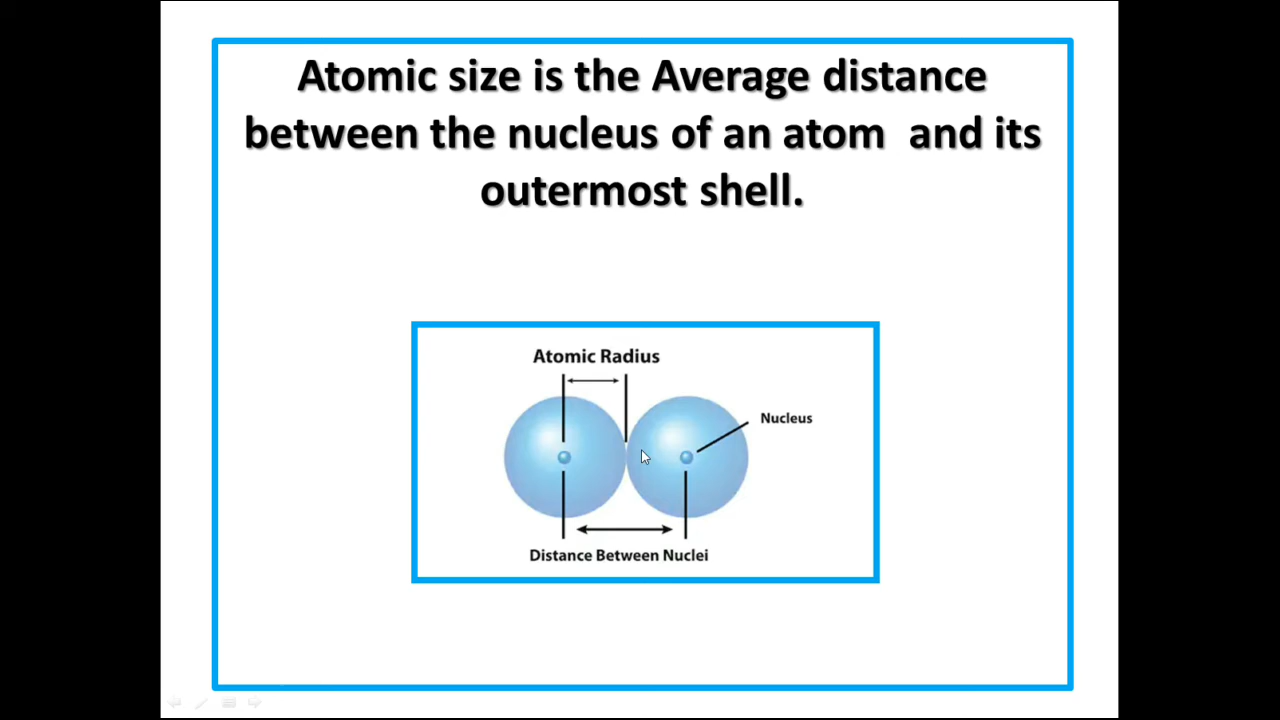 Atomic size is the Average distance
between the nucleus of an atom  and its
outermost shell.
Atomic Radius
Nucleus
Distance Between Nuclei